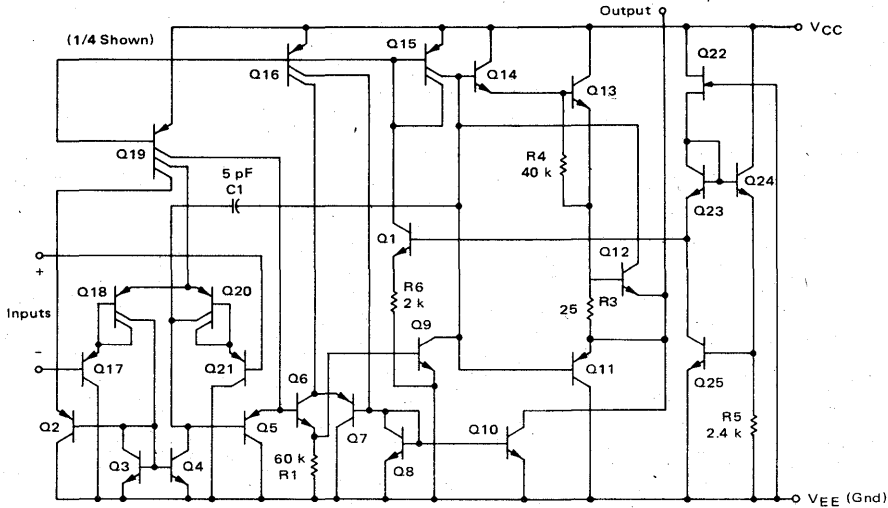 Output
(1/4 Shown)
Q15
VCC
Q22
Q16
Q14
Q13
Q19
5 pF
C1
R4
40 k
Q24
Q23
Q1
Q12
+
Q18
Q20
R6
2 k
25
R3
Inputs
Q9
−
Q17
Q21
Q6
Q11
Q25
Q2
Q5
Q7
Q10
R5
2.4 k
Q3
Q4
60 k
R1
Q8
VEE (Gnd)